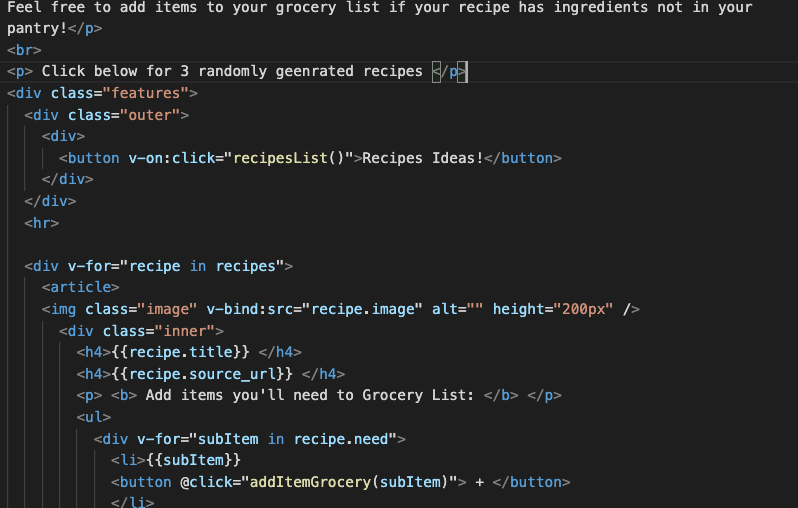 Feel free to add items to your grocery list if your recipe has ingredients not in your
pantry!</p>
<br>
<p> Click below for 3 randomly geenrated recipes </p>
<div class="features">
<div class="outer">
<div>
<button v-on:click="recipesList()">Recipes Ideas!</button>
</div>
</div>
<hr>
<div v-for="recipe in recipes">
<article>
<img class="image" v-bind:src="recipe.image" alt="" height="200px" />
<div class="inner">
<h4>{{recipe.title}} </h4>
<h4>{{recipe.source_url}} </h4>
<p> <b> Add items you'll need to Grocery List: </b> </p>
<ul>
<div v-for="subItem in recipe.need">
<li>{{subItem}}
<button @click="addItemGrocery(subItem)"> + </button>
</li>